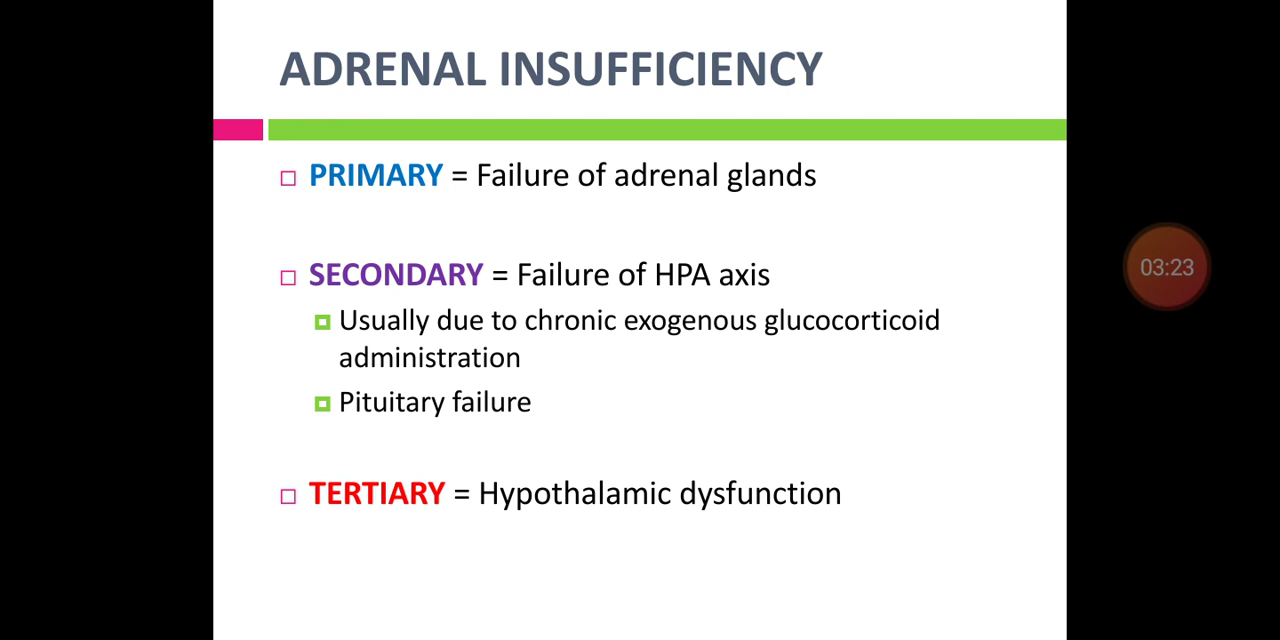 ADRENAL INSUFFICIENCY
PRIMARY = Failure of adrenal glands
SECONDARY = Failure of HPA axis
Usually due to chronic exogenous glucocorticoid
administration
Pituitary failure
TERTIARY = Hypothalamic dysfunction
03:23